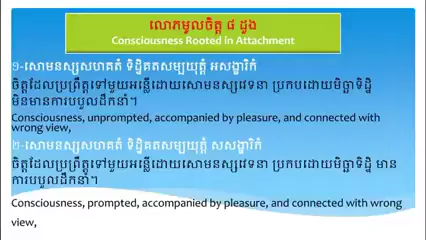 លោភមូលចិត្ត ៨ ដួង
Consciousness Rooted in Attachment
១-សោមនស្សសហគតំ ទិដ្ឋិគតសម្បយុត្តំ អសង្ខារិកំ
ចិត្តដែលប្រព្រឹត្តទៅមួយអន្លើដោយសោមនស្សវេទនា ប្រកបដោយមិច្ឆាទិដ្ឋិ
មិនមានការបបួលដឹកនាំ។
Consciousness, unprompted, accompanied by pleasure, and connected with
wrong view,
២-សោមនស្សសហគតំ ទិដ្ឋិគតសម្បយុត្តំ សសង្ខារិកំ
ចិត្តដែលប្រព្រឹត្តទៅមួយអន្លើដោយសោមនស្សវេទនា ប្រកបដោយមិច្ឆាទិដ្ឋិ មាន
ការបបួលដឹកនាំ។
Consciousness, prompted, accompanied by pleasure, and connected with wrong
view,